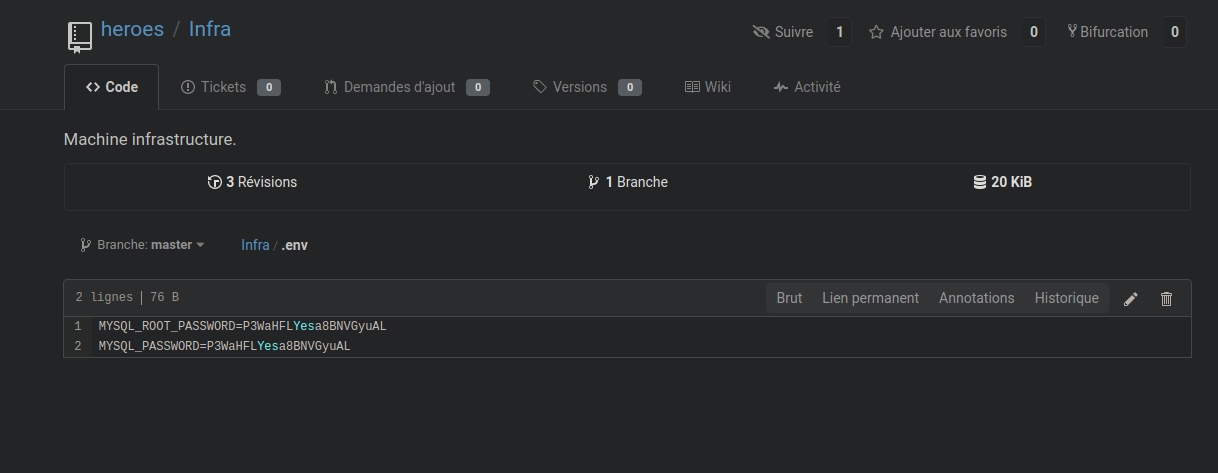 heroes / Infra
Suivre 1 Ajouter aux favoris 0 Bifurcation 0
Code Tickets 0 Demandes d'ajout 0 Versions 0 Wiki Activité
Machine infrastructure.
3 Révisions 1 Branche 20 KiB
Branche: master Infra / .env
2 lignes | 76 B Brut Lien permanent Annotations Historique
1 MYSQL_ROOT_PASSWORD=P3WaHFLYesa8BNVGyuAL
2 MYSQL_PASSWORD=P3WaHFLYesa8BNVGyuAL